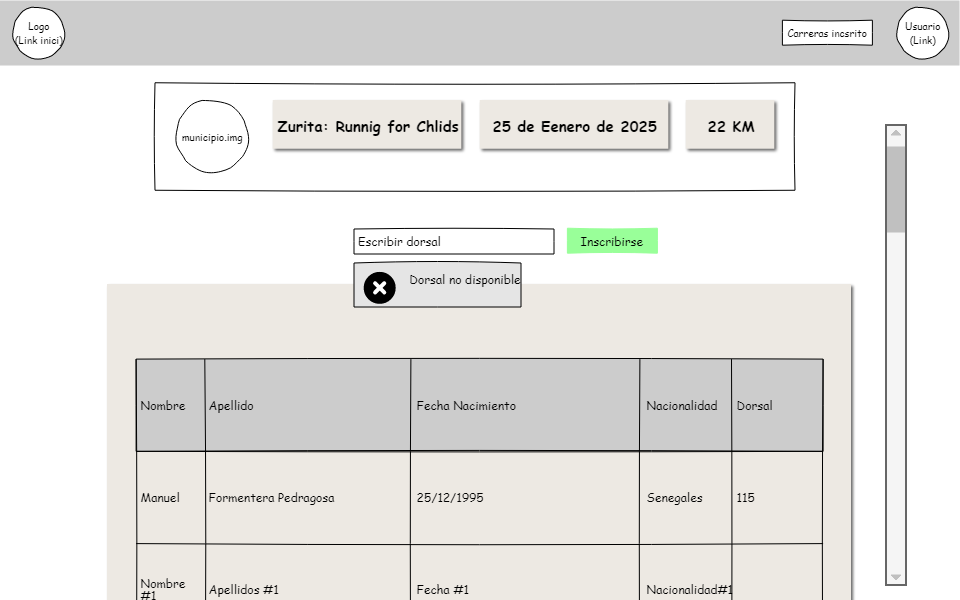 Logo
(Link inici)
Carreras incsrito
Usuario
(Link)
municipio.img
Zurita: Runnig for Chlids
25 de Eenero de 2025
22 KM
Escribir dorsal
Inscribirse
Dorsal no disponible
Nombre
Apellido
Fecha Nacimiento
Nacionalidad
Dorsal
Manuel
Formentera Pedragosa
25/12/1995
Senegales
115
Nombre
#1
Apellidos #1
Fecha #1
Nacionalidad#1